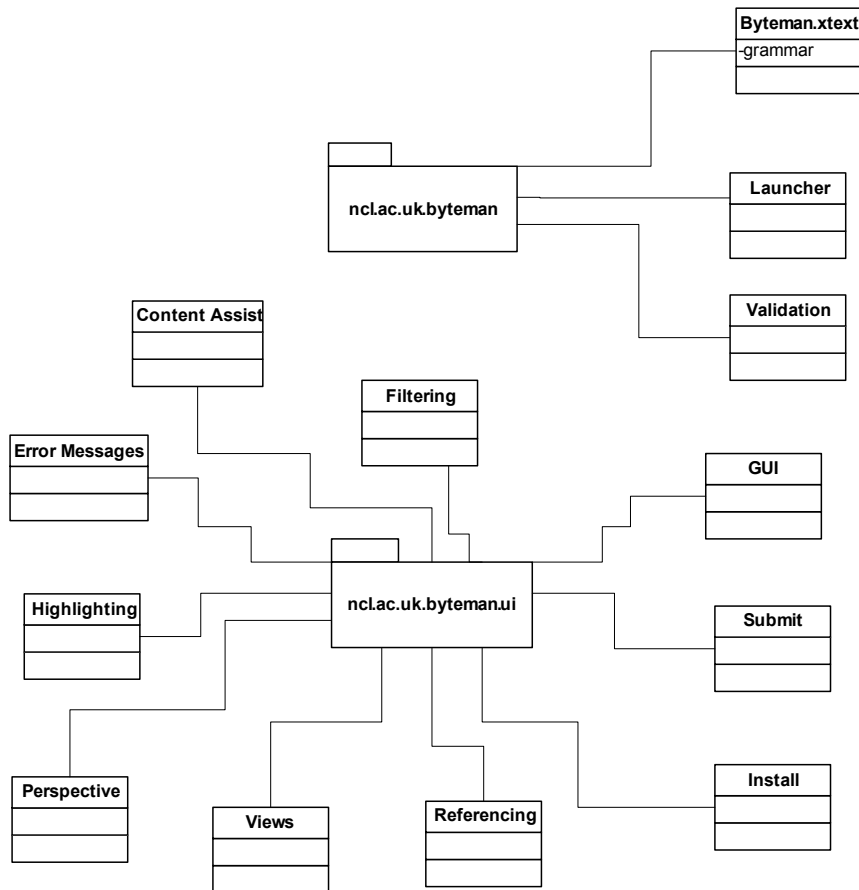 Byteman.xtext
-grammar
Launcher
ncl.ac.uk.byteman
Validation
Content Assist
Filtering
Error Messages
GUI
ncl.ac.uk.byteman.ui
Highlighting
Submit
Install
Perspective
Referencing
Views